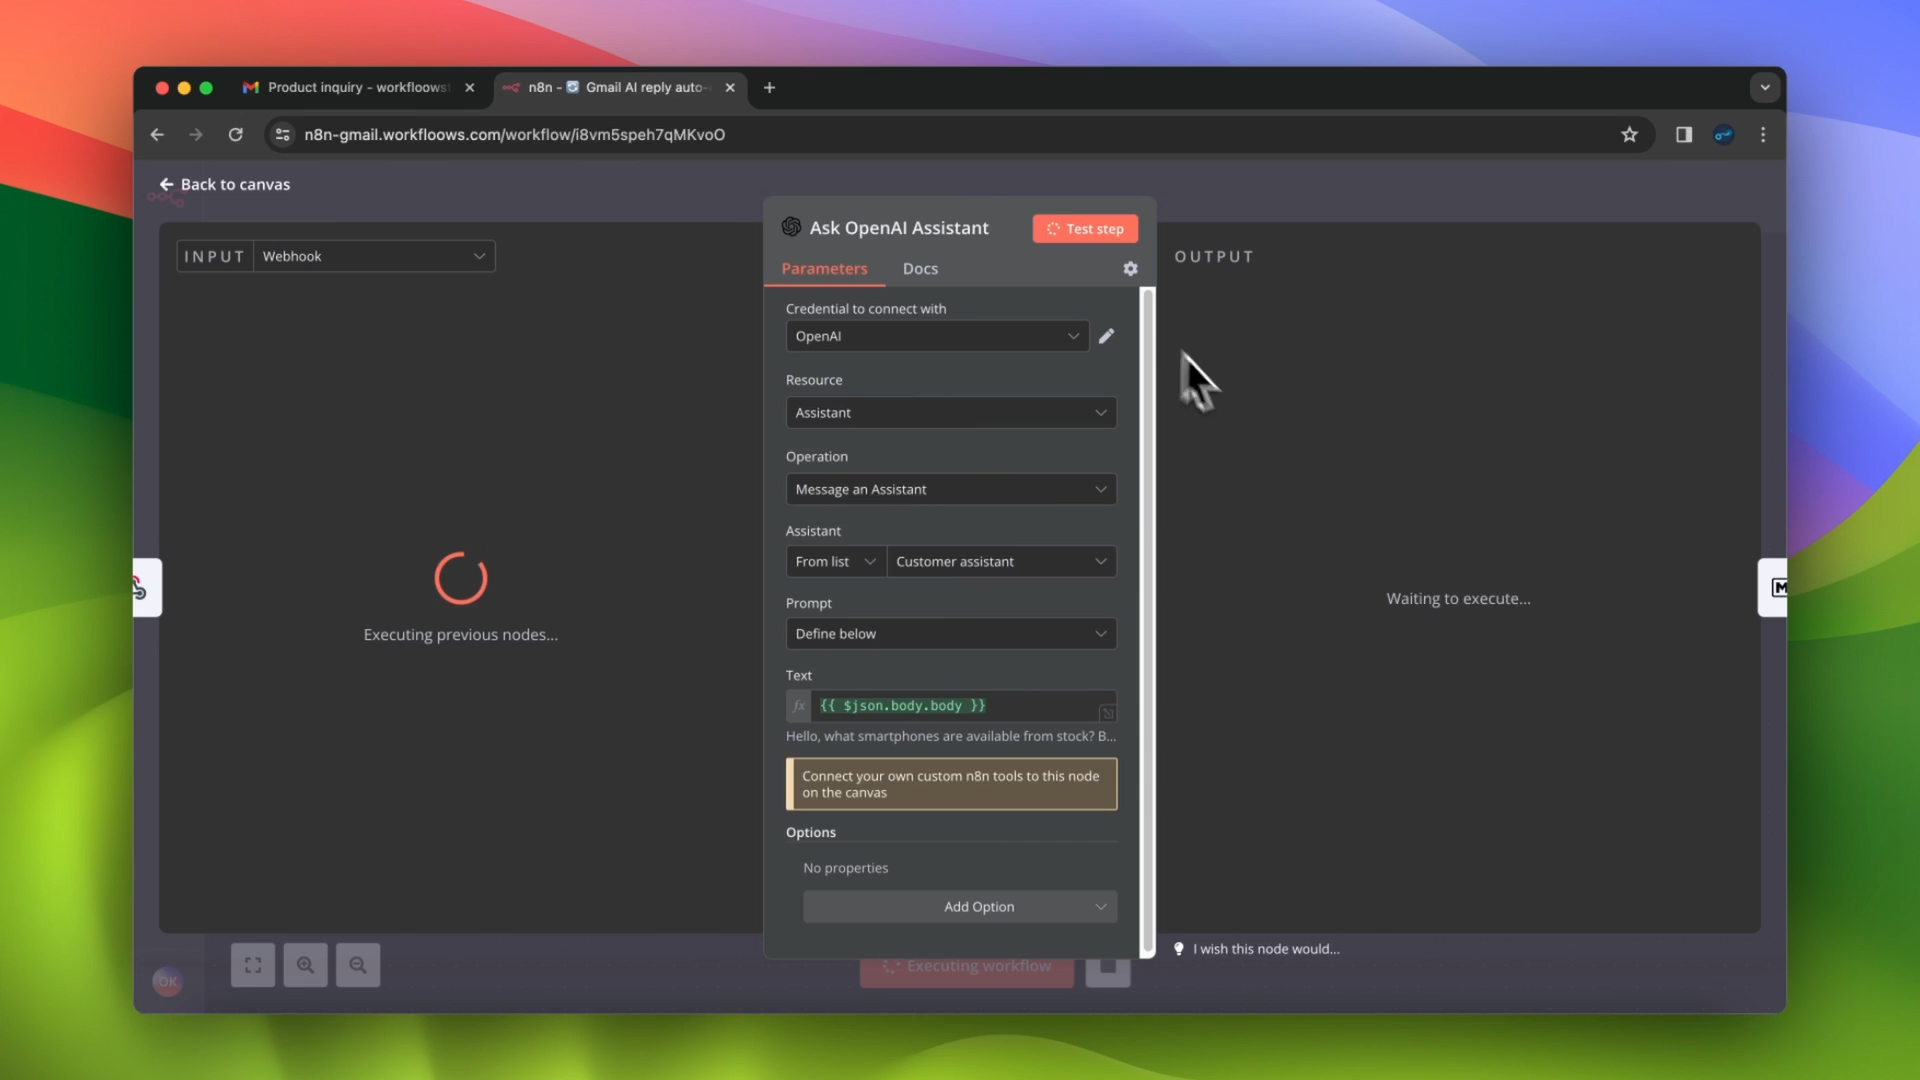 Product inquiry - workfloows
n8n - Gmail AI reply auto-
n8n-gmail.workfloows.com/workflow/i8vm5speh7qMKvoO
Back to canvas
INPUT Webhook
Executing previous nodes...
Ask OpenAI Assistant
Test step
Parameters Docs
Credential to connect with
OpenAI
Resource
Assistant
Operation
Message an Assistant
Assistant
From list Customer assistant
Prompt
Define below
Text
fx {{ $json.body.body }}
Hello, what smartphones are available from stock? B...
Connect your own custom n8n tools to this node
on the canvas
Options
No properties
Add Option
OUTPUT
Waiting to execute...
I wish this node would...
OK
Executing workflow
M